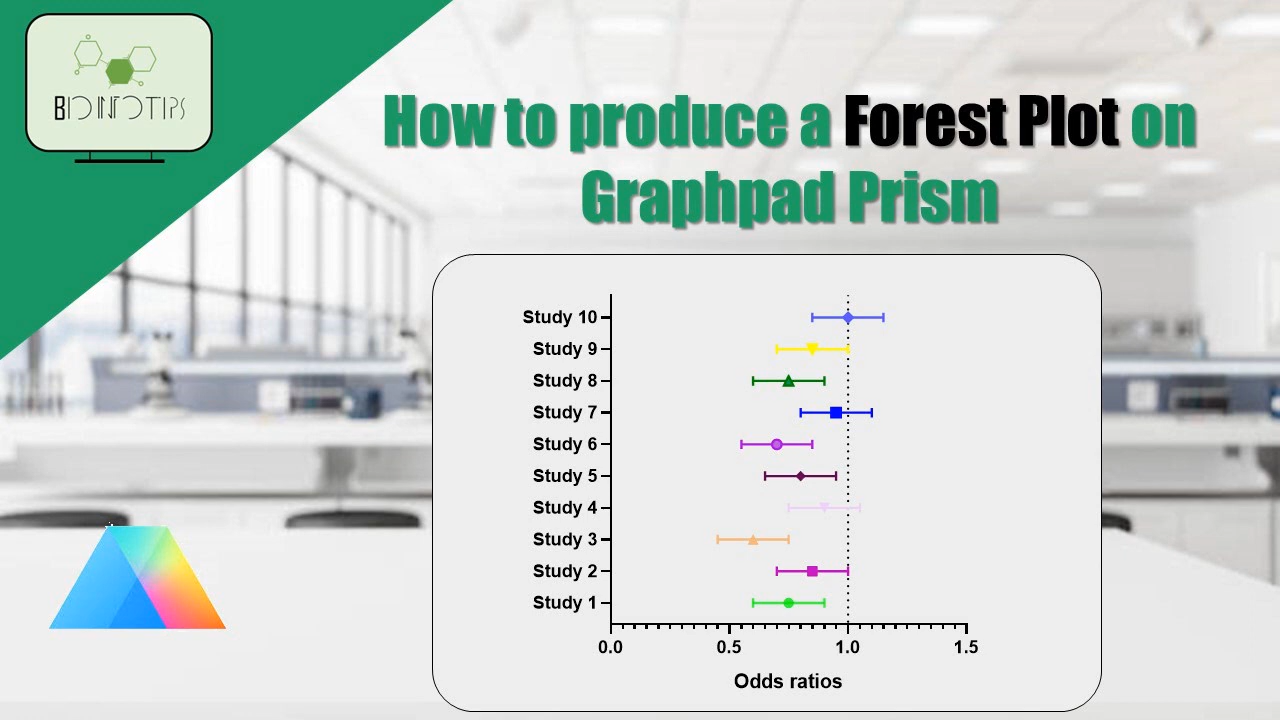 BIOINFOTIPS
How to produce a Forest Plot on
Graphpad Prism
Study 10
Study 9
Study 8
Study 7
Study 6
Study 5
Study 4
Study 3
Study 2
Study 1
0.0 0.5 1.0 1.5
Odds ratios